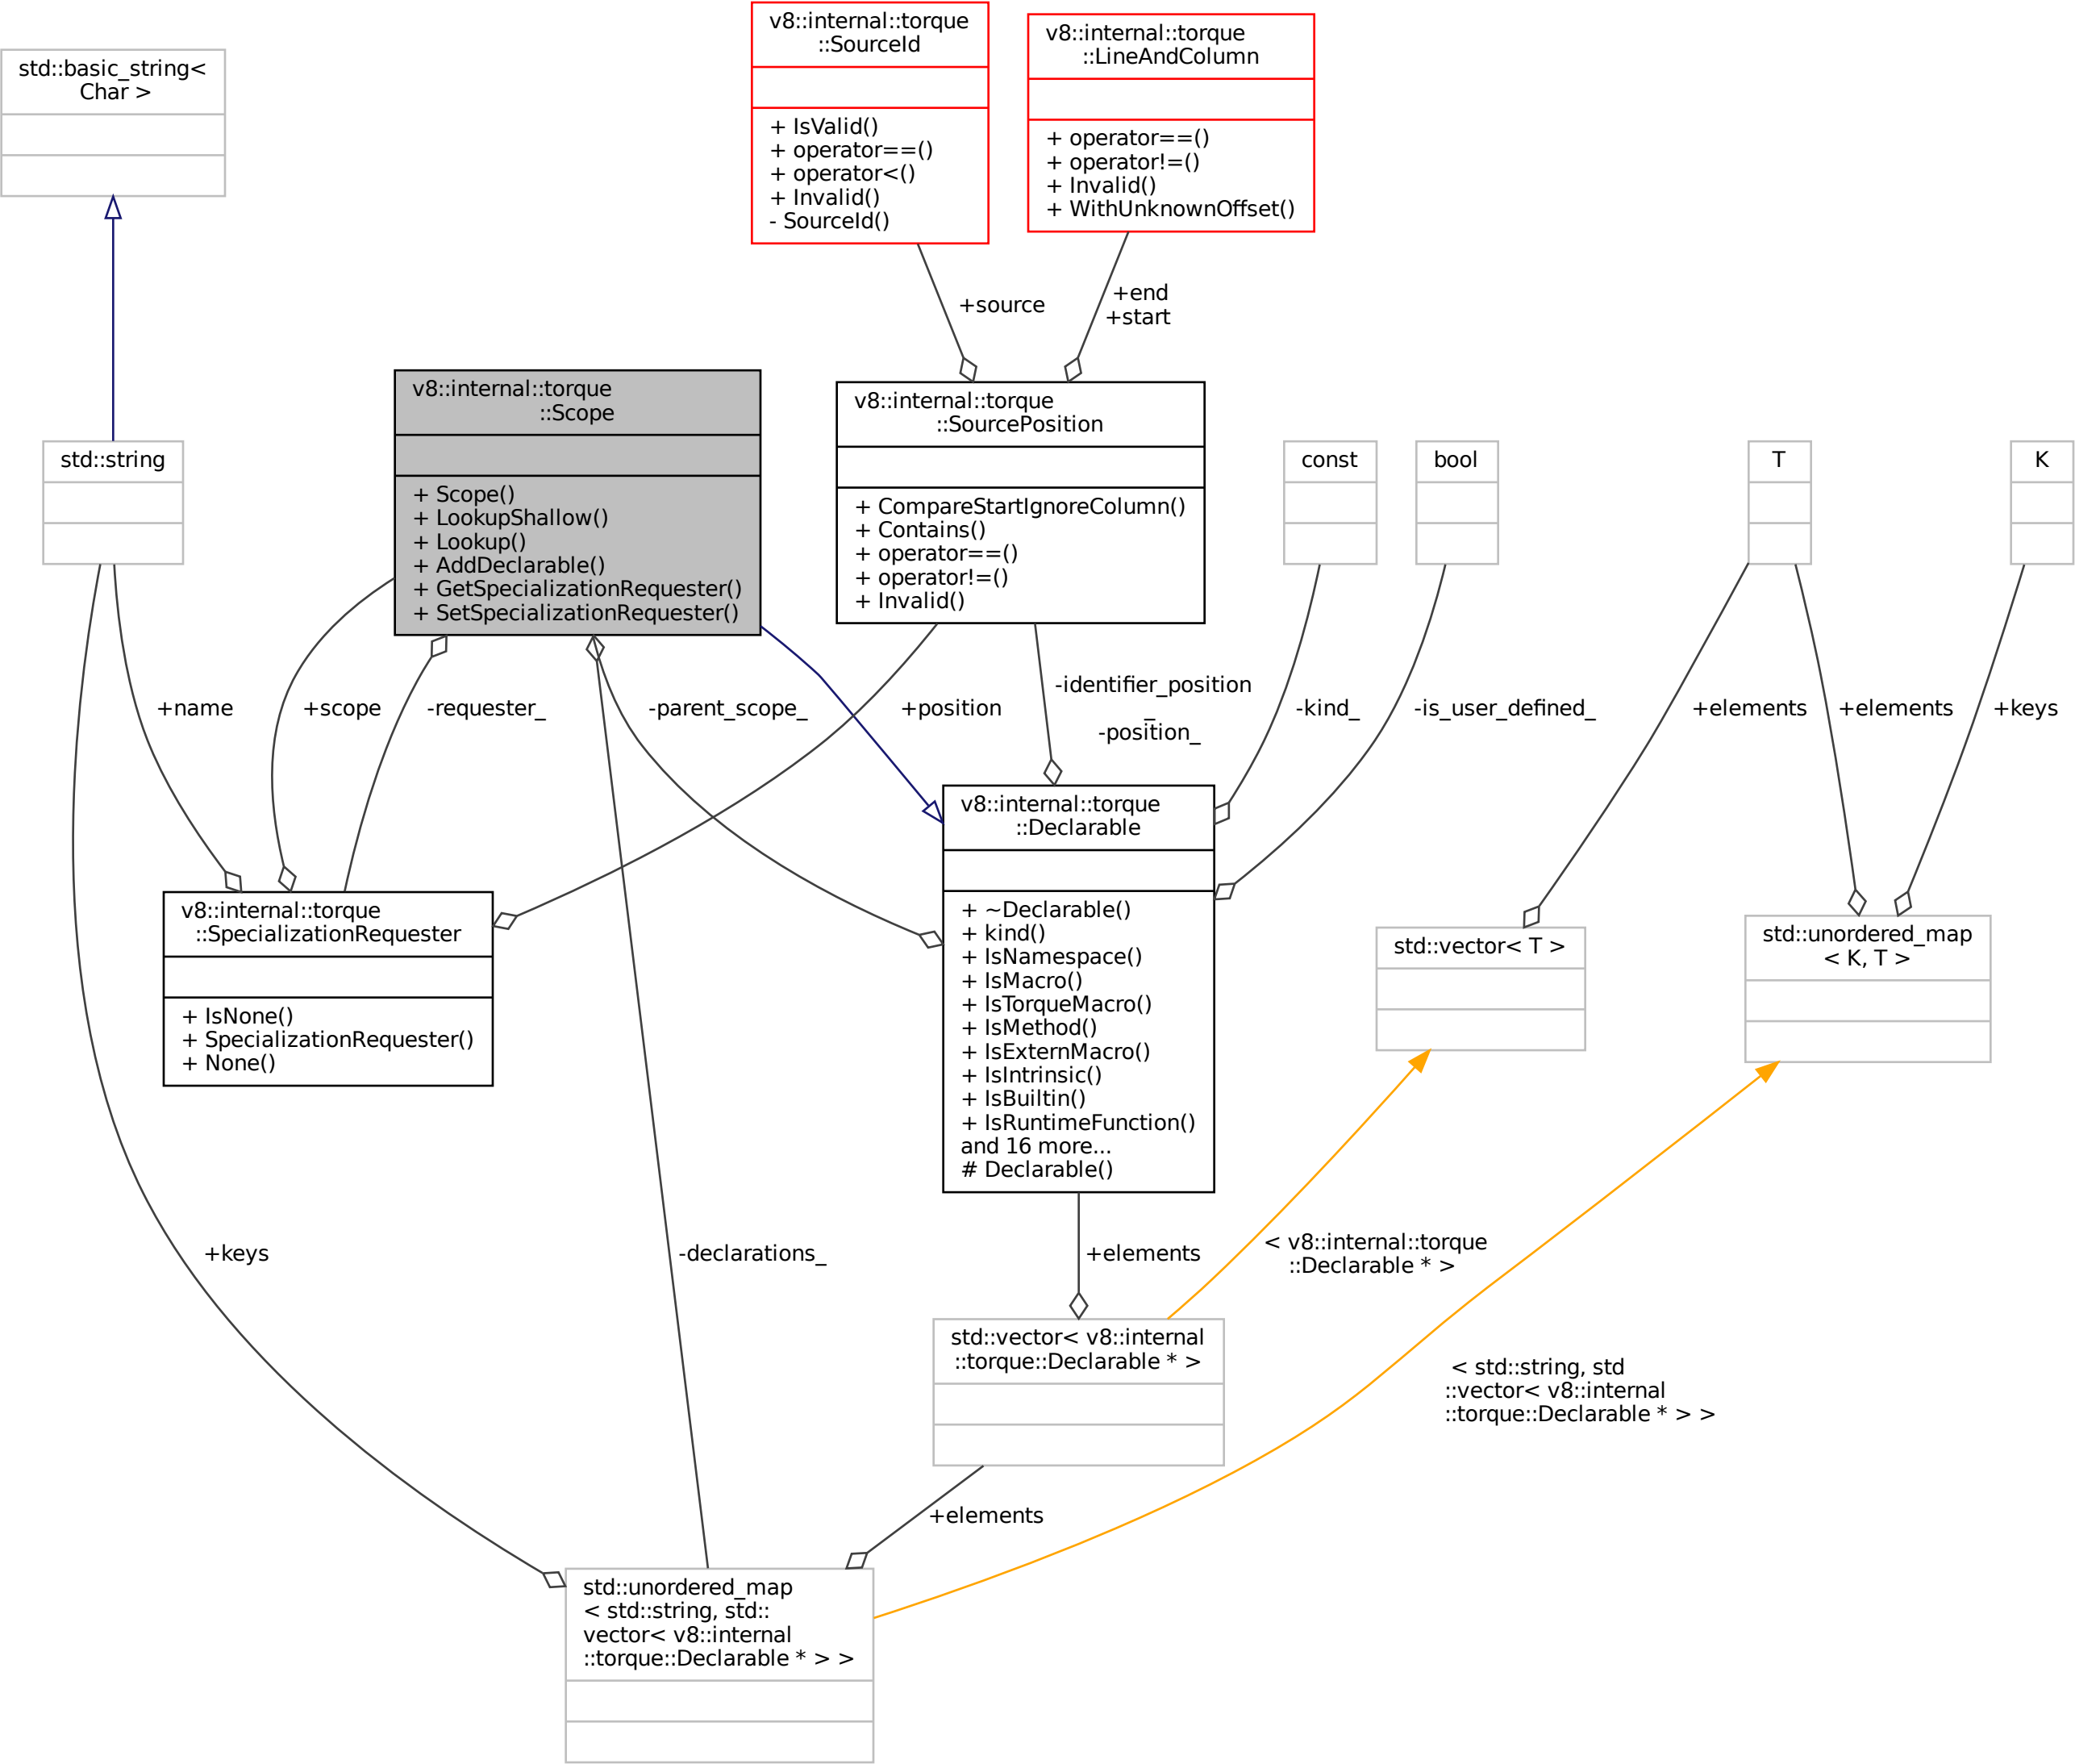 v8::internal::torque
::SourceId
+ IsValid()
+ operator==()
+ operator<()
+ Invalid()
- SourceId()
v8::internal::torque
::LineAndColumn
+ operator==()
+ operator!=()
+ Invalid()
+ WithUnknownOffset()
std::basic_string<
Char >
+source
+end
+start
v8::internal::torque
::Scope
+ Scope()
+ LookupShallow()
+ Lookup()
+ AddDeclarable()
+ GetSpecializationRequester()
+ SetSpecializationRequester()
v8::internal::torque
::SourcePosition
+ CompareStartIgnoreColumn()
+ Contains()
+ operator==()
+ operator!=()
+ Invalid()
std::string
const
bool
T
K
+name
+scope
-requester_
-parent_scope_
+position
-identifier_position
_
-position_
-kind_
-is_user_defined_
+elements
+elements
+keys
v8::internal::torque
::SpecializationRequester
+ IsNone()
+ SpecializationRequester()
+ None()
v8::internal::torque
::Declarable
+ ~Declarable()
+ kind()
+ IsNamespace()
+ IsMacro()
+ IsTorqueMacro()
+ IsMethod()
+ IsExternMacro()
+ IsIntrinsic()
+ IsBuiltin()
+ IsRuntimeFunction()
and 16 more...
# Declarable()
std::vector< T >
std::unordered_map
< K, T >
+keys
-declarations_
+elements
< v8::internal::torque
::Declarable * >
std::vector< v8::internal
::torque::Declarable * >
< std::string, std
::vector< v8::internal
::torque::Declarable * > >
+elements
std::unordered_map
< std::string, std::
vector< v8::internal
::torque::Declarable * > >